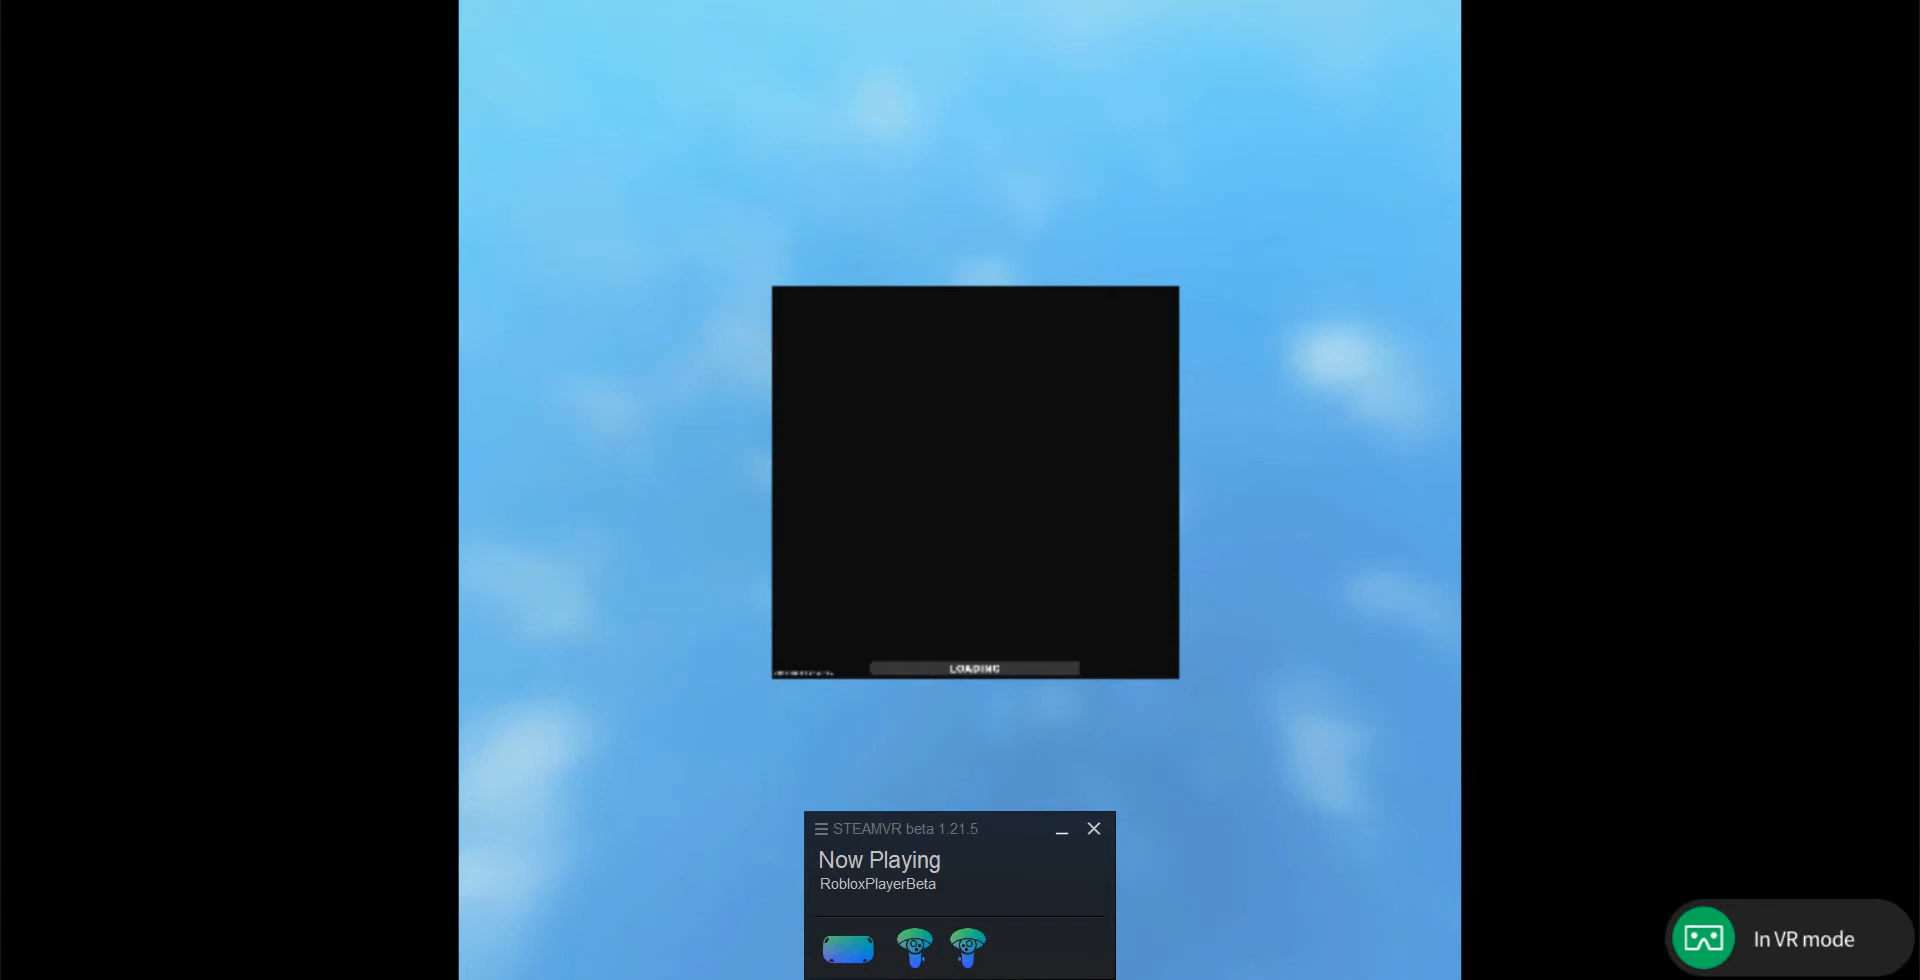 LOADING
STEAMVR beta 1.21.5
Now Playing
RobloxPlayerBeta
In VR mode